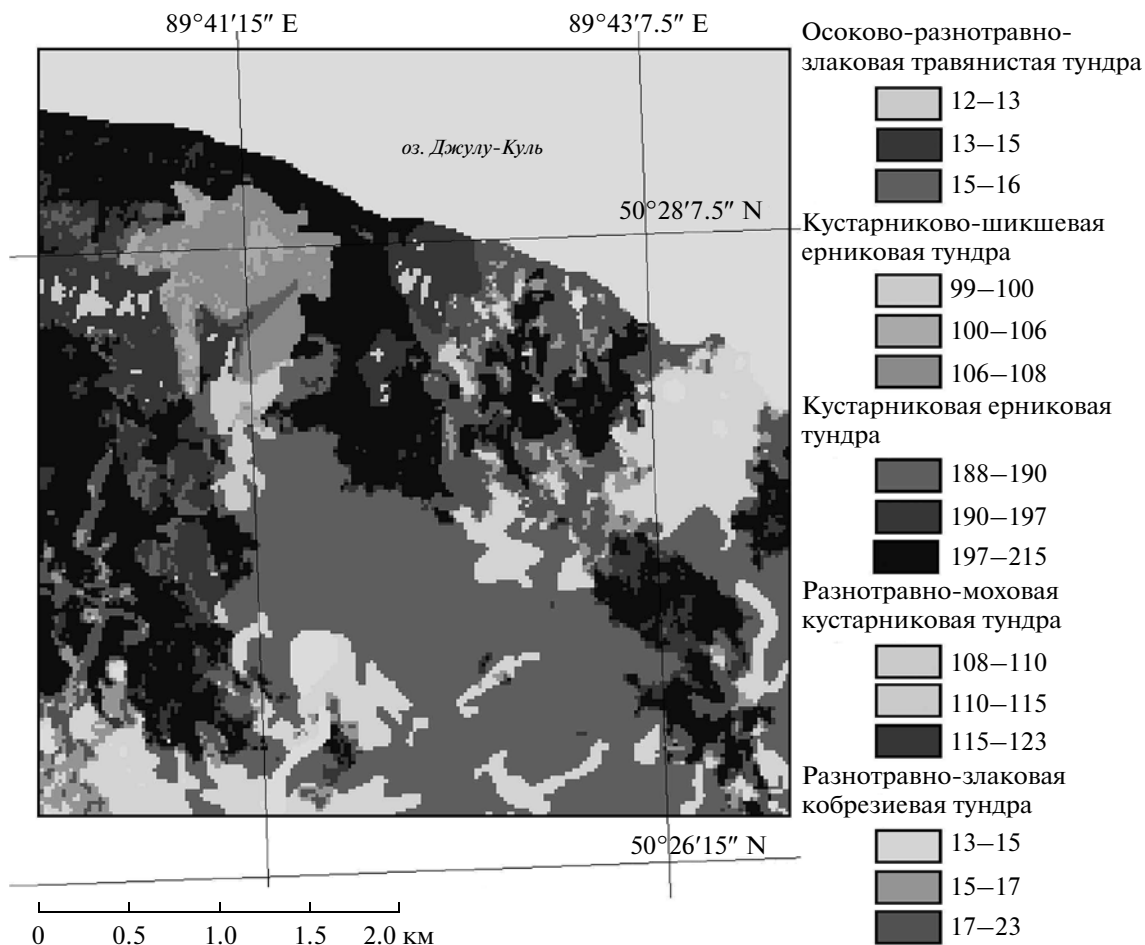 89°41′15″ E
89°43′7.5″ E
оз. Джулу-Куль
50°28′7.5″ N
50°26′15″ N
0 0.5 1.0 1.5 2.0 км
Осоково-разнотравно-
злаковая травянистая тундра
12–13
13–15
15–16
Кустарниково-шикшевая
ерниковая тундра
99–100
100–106
106–108
Кустарниковая ерниковая
тундра
188–190
190–197
197–215
Разнотравно-моховая
кустарниковая тундра
108–110
110–115
115–123
Разнотравно-злаковая
кобрезиевая тундра
13–15
15–17
17–23